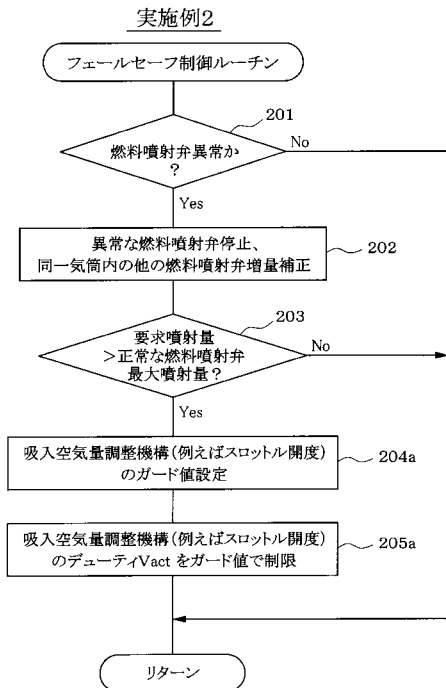 実施例2
フェールセーフ制御ルーチン
201
燃料噴射弁異常か
?
No
Yes
異常な燃料噴射弁停止、
同一気筒内の他の燃料噴射弁増量補正
202
203
要求噴射量
>正常な燃料噴射弁
最大噴射量?
No
Yes
吸入空気量調整機構(例えばスロットル開度)
のガード値設定
204a
吸入空気量調整機構(例えばスロットル開度)
のデューティVact をガード値で制限
205a
リターン